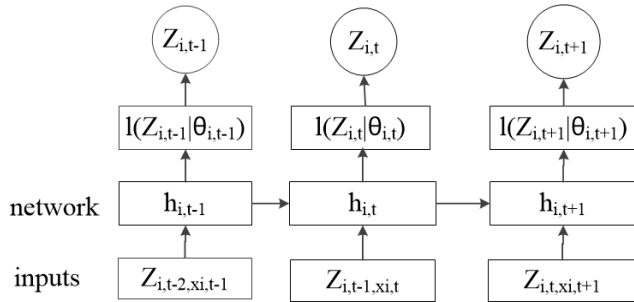 Z_{i,t-1} Z_{i,t} Z_{i,t+1}
l(Z_{i,t-1}|θ_{i,t-1}) l(Z_{i,t}|θ_{i,t}) l(Z_{i,t+1}|θ_{i,t+1})
network h_{i,t-1} h_{i,t} h_{i,t+1}
inputs Z_{i,t-2,xi,t-1} Z_{i,t-1,xi,t} Z_{i,t,xi,t+1}